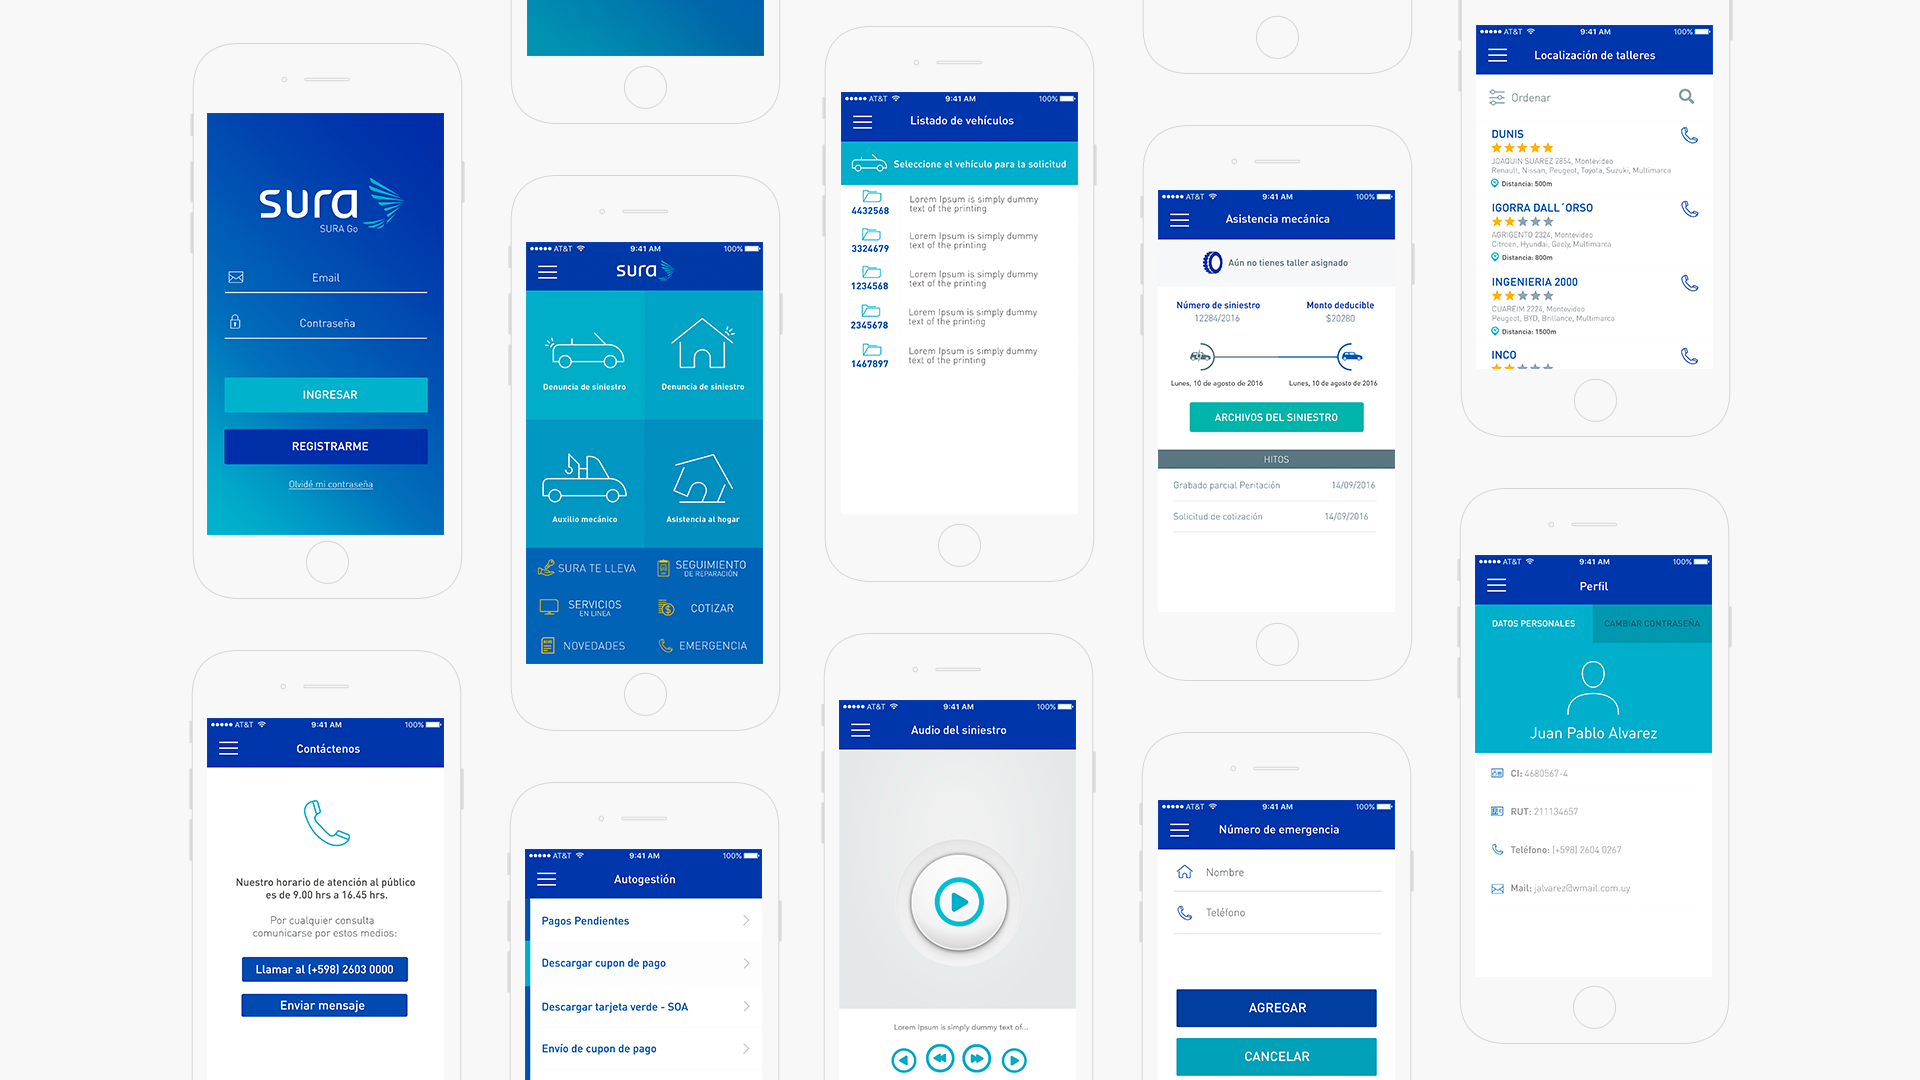 sura
SURA Go
Email
Contraseña
INGRESAR
REGISTRARME
Olvidé mi contraseña
AT&T 9:41 AM 100%
Contáctenos
Nuestro horario de atención al público
es de 9.00 hrs a 16.45 hrs.
Por cualquier consulta
comunicarse por estos medios:
Llamar al (+598) 2603 0000
Enviar mensaje
AT&T 9:41 AM 100%
sura
Denuncia de siniestro
Denuncia de siniestro
Auxilio mecánico
Asistencia al hogar
SURA TE LLEVA
SEGUIMIENTO
DE REPARACIÓN
SERVICIOS
EN LINEA
COTIZAR
NOVEDADES
EMERGENCIA
AT&T 9:41 AM 100%
Autogestión
Pagos Pendientes
Descargar cupon de pago
Descargar tarjeta verde - SOA
Envío de cupon de pago
AT&T 9:41 AM 100%
Listado de vehículos
Seleccione el vehículo para la solicitud
4432568
Lorem Ipsum is simply dummy
text of the printing
3324679
Lorem Ipsum is simply dummy
text of the printing
1234568
Lorem Ipsum is simply dummy
text of the printing
2345678
Lorem Ipsum is simply dummy
text of the printing
1467897
Lorem Ipsum is simply dummy
text of the printing
AT&T 9:41 AM 100%
Audio del siniestro
Lorem Ipsum is simply dummy text of...
AT&T 9:41 AM 100%
Asistencia mecánica
Aún no tienes taller asignado
Número de siniestro
12284/2016
Monto deducible
$20280
Lunes, 10 de agosto de 2016
Lunes, 10 de agosto de 2016
ARCHIVOS DEL SINIESTRO
HITOS
Grabado parcial Peritación 14/09/2016
Solicitud de cotización 14/09/2016
AT&T 9:41 AM 100%
Número de emergencia
Nombre
Teléfono
AGREGAR
CANCELAR
AT&T 9:41 AM 100%
Localización de talleres
Ordenar
DUNIS
JOAQUIN SUAREZ 2854, Montevideo
Renault, Nissan, Peugeot, Toyota, Suzuki, Multimarca
Distancia: 500m
IGORRA DALL´ORSO
AGRIGENTO 2324, Montevideo
Citroen, Hyundai, Geely, Multimarca
Distancia: 800m
INGENIERIA 2000
CUAREIM 2224, Montevideo
Peugeot, BYD, Brillance, Multimarca
Distancia: 1500m
INCO
AT&T 9:41 AM 100%
Perfil
DATOS PERSONALES
CAMBIAR CONTRASEÑA
Juan Pablo Alvarez
CI: 4680567-4
RUT: 211134657
Teléfono: (+598) 2604 0267
Mail: jalvarez@wmail.com.uy